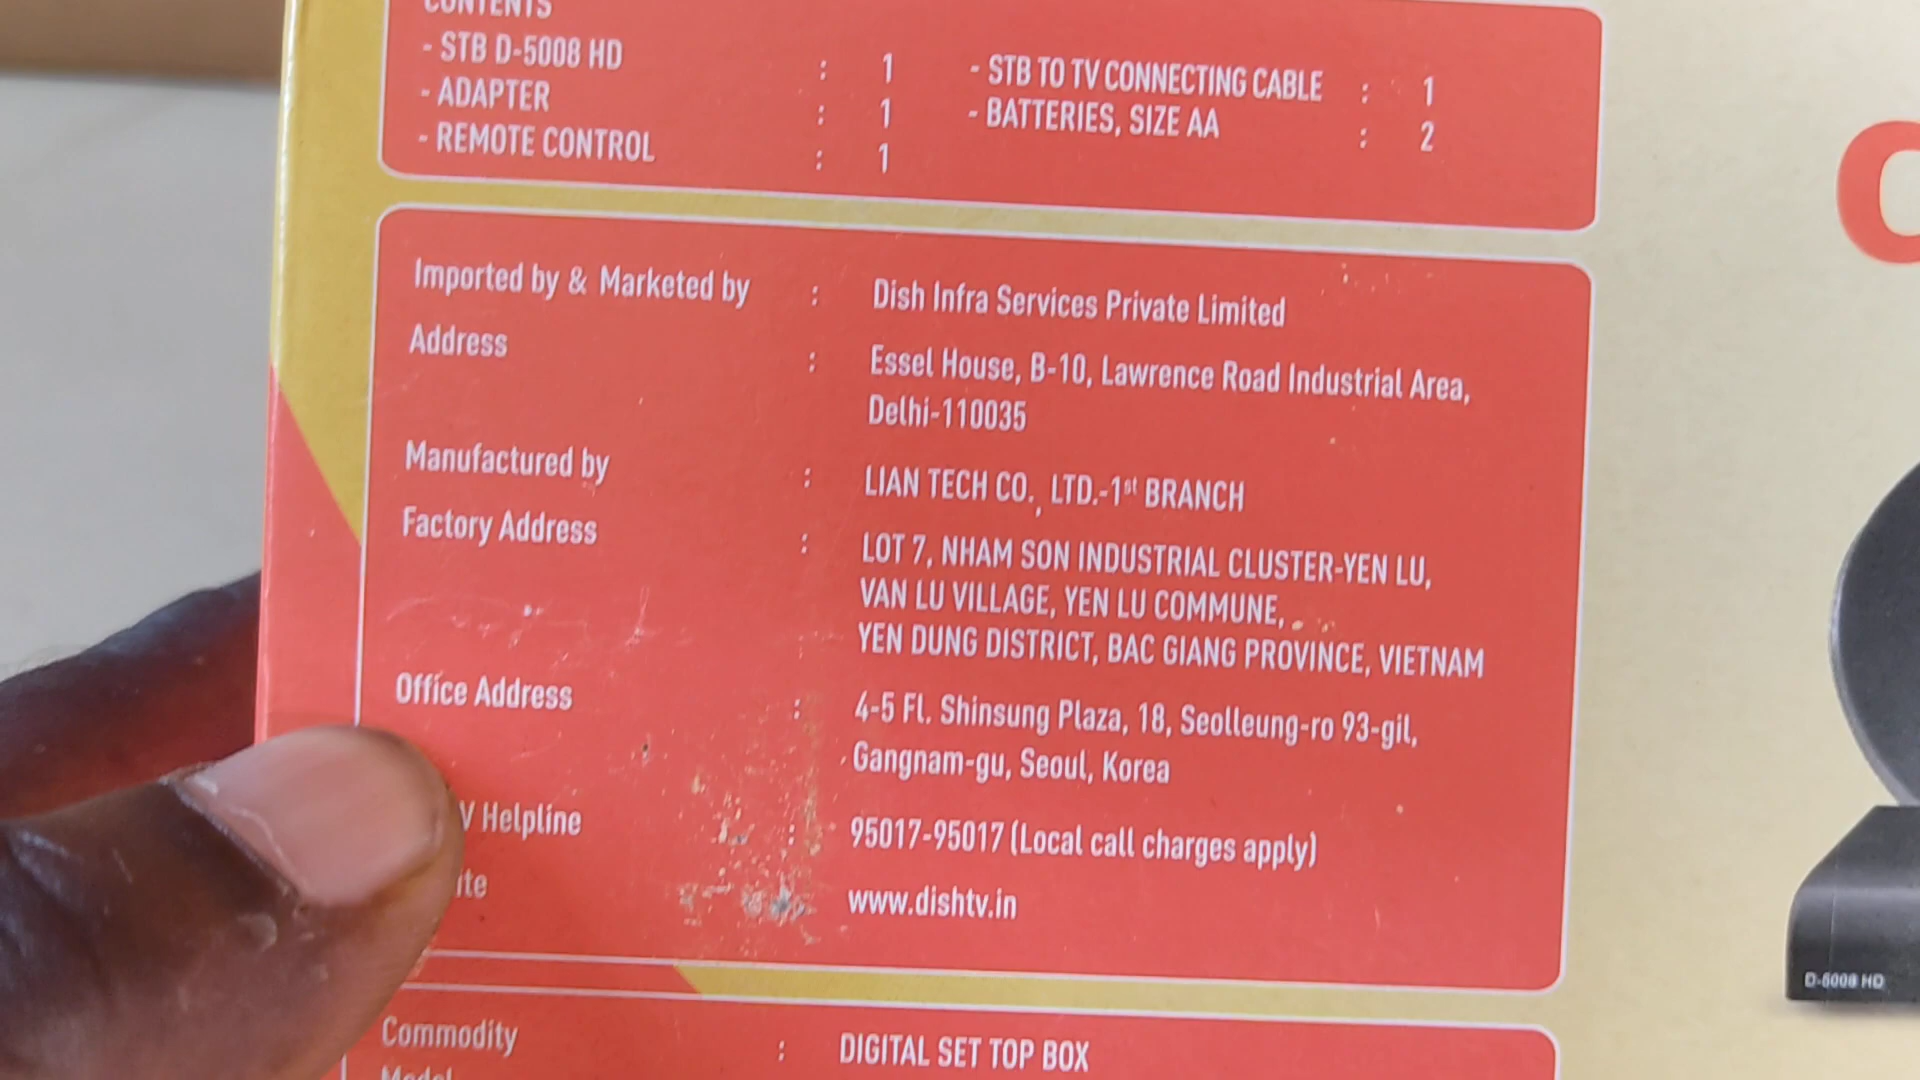 CONTENTS
- STB D-5008 HD : 1
- ADAPTER : 1
- REMOTE CONTROL : 1
- STB TO TV CONNECTING CABLE : 1
- BATTERIES, SIZE AA : 2
Imported by & Marketed by : Dish Infra Services Private Limited
Address : Essel House, B-10, Lawrence Road Industrial Area,
Delhi-110035
Manufactured by : LIAN TECH CO., LTD.-1st BRANCH
Factory Address : LOT 7, NHAM SON INDUSTRIAL CLUSTER-YEN LU,
VAN LU VILLAGE, YEN LU COMMUNE,
YEN DUNG DISTRICT, BAC GIANG PROVINCE, VIETNAM
Office Address : 4-5 Fl. Shinsung Plaza, 18, Seolleung-ro 93-gil,
Gangnam-gu, Seoul, Korea
V Helpline : 95017-95017 (Local call charges apply)
ite www.dishtv.in
Commodity : DIGITAL SET TOP BOX
Model
D-5008 HD